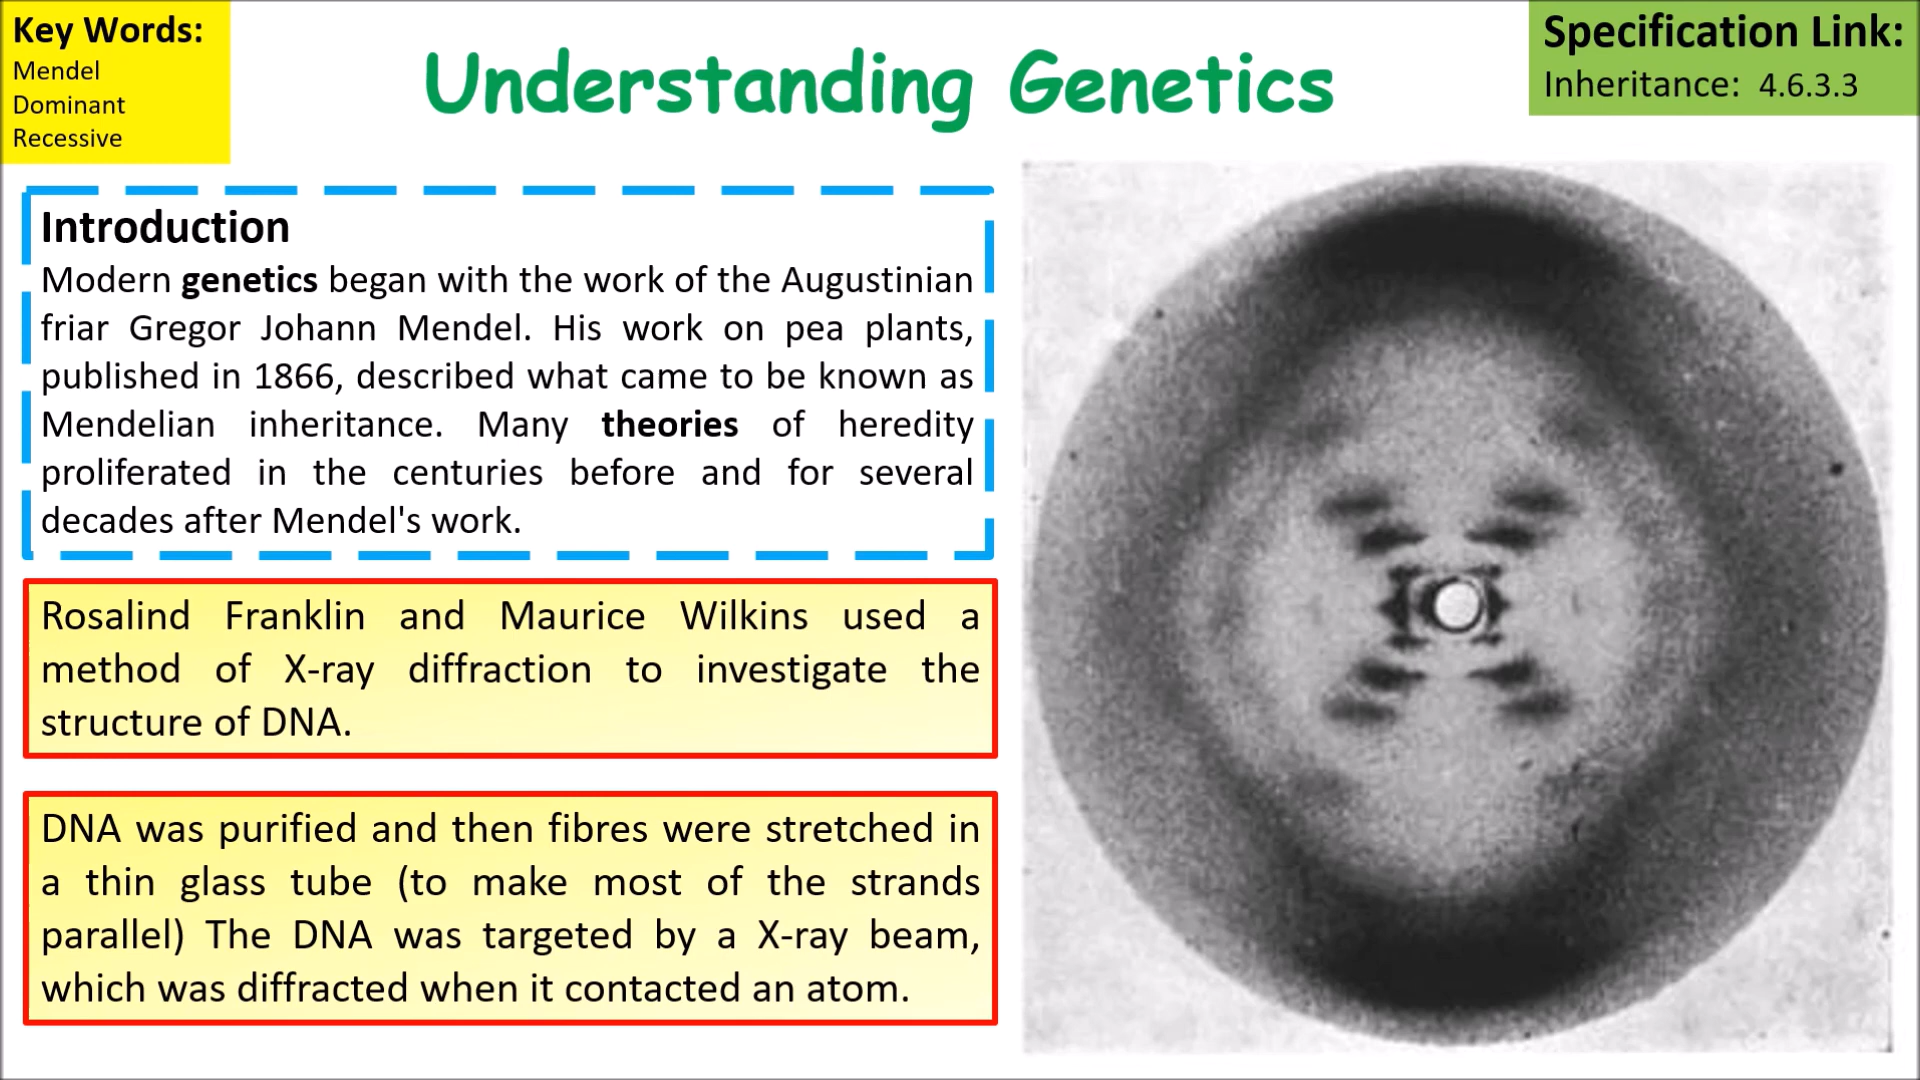 Key Words:
Mendel
Dominant
Recessive
Understanding Genetics
Specification Link:
Inheritance: 4.6.3.3
Introduction
Modern genetics began with the work of the Augustinian
friar Gregor Johann Mendel. His work on pea plants,
published in 1866, described what came to be known as
Mendelian inheritance. Many theories of heredity
proliferated in the centuries before and for several
decades after Mendel's work.
Rosalind Franklin and Maurice Wilkins used a
method of X-ray diffraction to investigate the
structure of DNA.
DNA was purified and then fibres were stretched in
a thin glass tube (to make most of the strands
parallel) The DNA was targeted by a X-ray beam,
which was diffracted when it contacted an atom.